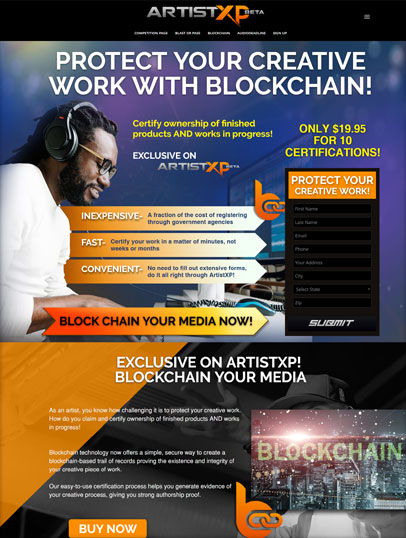 ARTISTXP BETA
COMPETITION PAGE BLAST OR PASS BLOCKCHAIN AUDIODEADLINE SIGN UP
PROTECT YOUR CREATIVE
WORK WITH BLOCKCHAIN!
Certify ownership of finished
products AND works in progress!
EXCLUSIVE ON
ARTISTXP BETA
ONLY $19.95
FOR 10
CERTIFICATIONS!
PROTECT YOUR
CREATIVE WORK!
First Name
Last Name
Email
Phone
Your Address
City
Select State
Zip
SUBMIT
INEXPENSIVE- A fraction of the cost of registering
through government agencies
FAST- Certify your work in a matter of minutes, not
weeks or months
CONVENIENT- No need to fill out extensive forms,
do it all right through ArtistXP!
BLOCK CHAIN YOUR MEDIA NOW!
EXCLUSIVE ON ARTISTXP!
BLOCKCHAIN YOUR MEDIA
As an artist, you know how challenging it is to protect your creative work.
How do you claim and certify ownership of finished products AND works
in progress!
Blockchain technology now offers a simple, secure way to create a
blockchain-based trail of records proving the existence and integrity of
your creative piece of work.
Our easy-to-use certification process helps you generate evidence of
your creative process, giving you strong authorship proof.
BLOCKCHAIN
BUY NOW